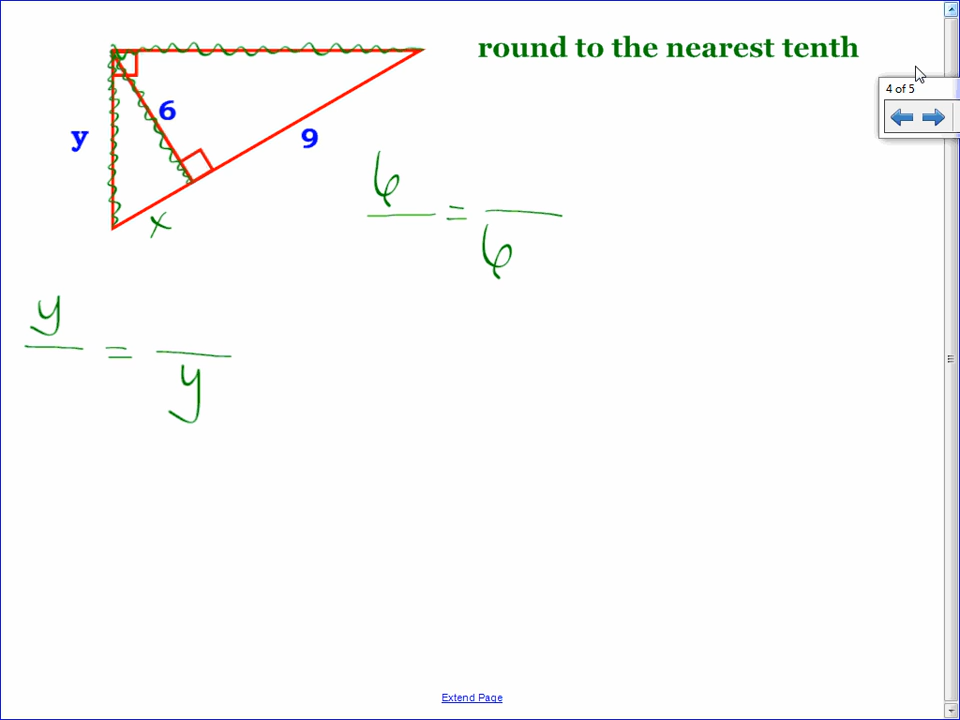 round to the nearest tenth
4 of 5
6
y
9
x
6
=
6
y
=
y
Extend Page